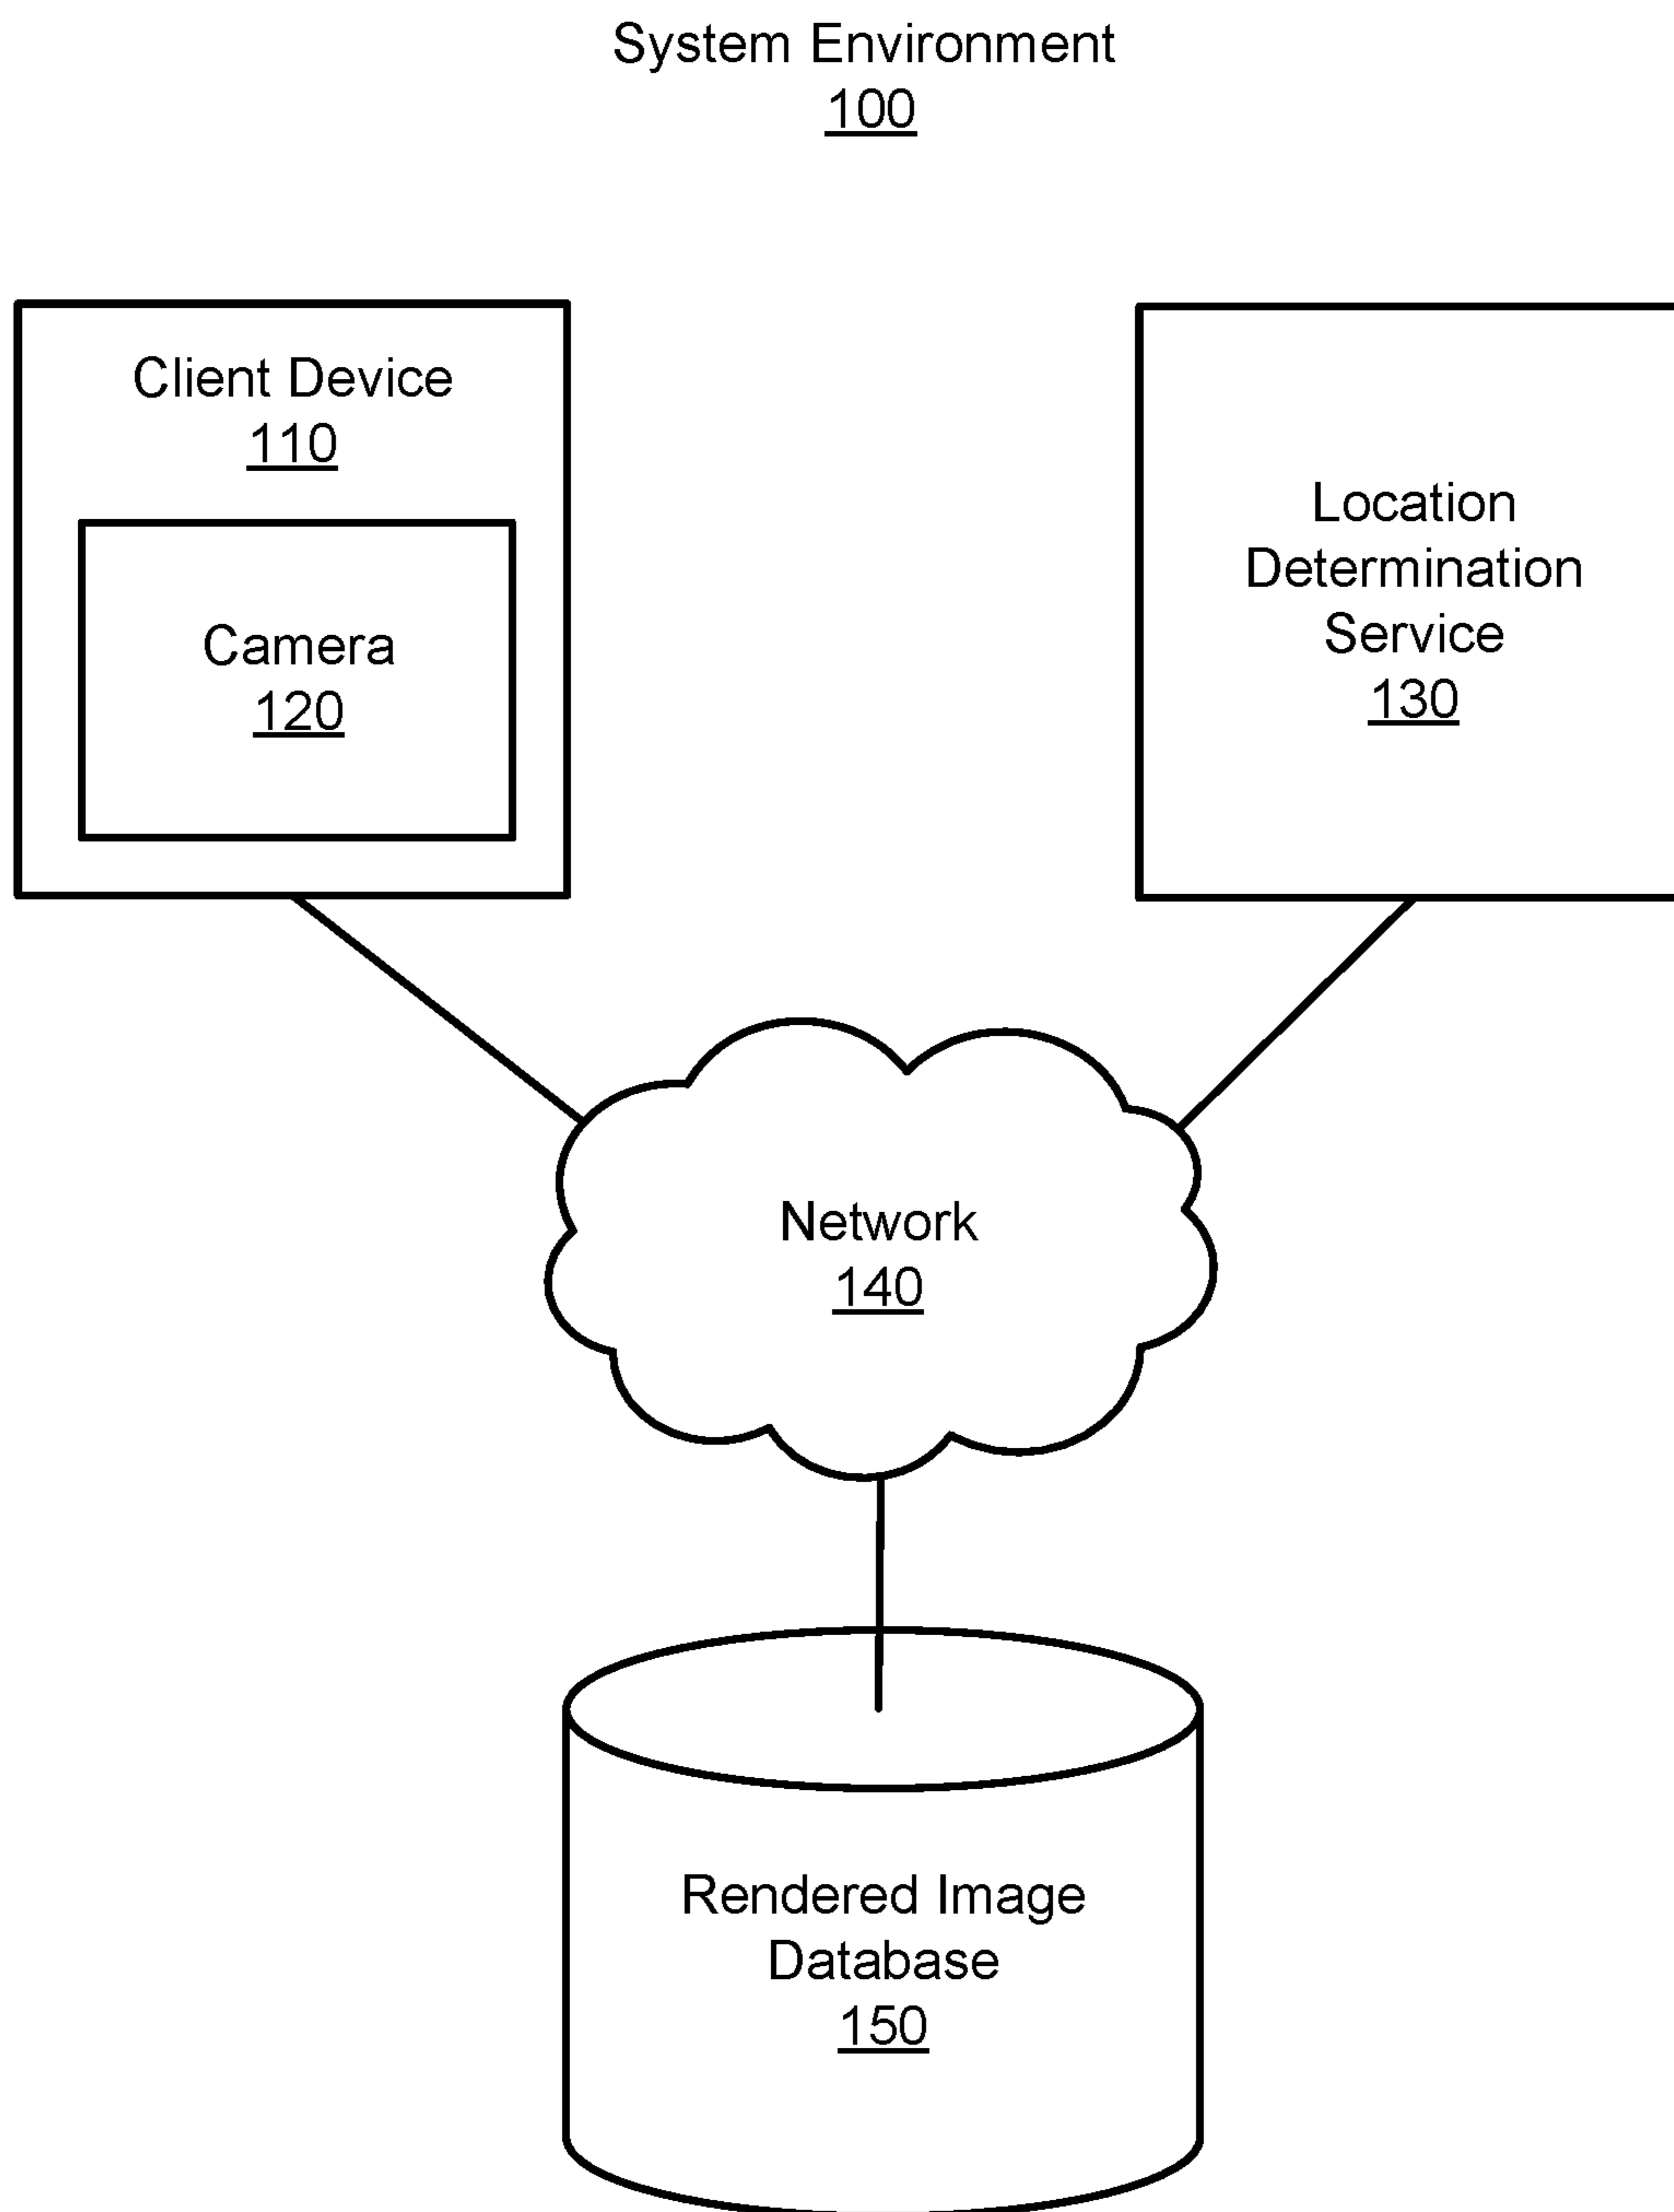 System Environment
100
Client Device
110
Camera
120
Location
Determination
Service
130
Network
140
Rendered Image
Database
150